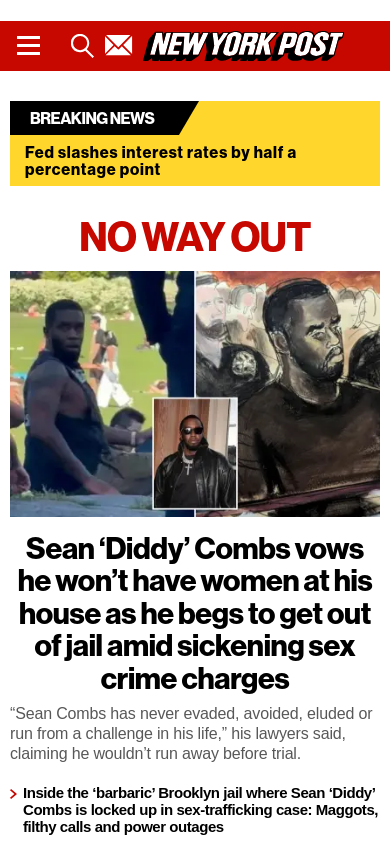 NEW YORK POST
BREAKING NEWS
Fed slashes interest rates by half a
percentage point
NO WAY OUT
Sean ‘Diddy’ Combs vows
he won’t have women at his
house as he begs to get out
of jail amid sickening sex
crime charges
“Sean Combs has never evaded, avoided, eluded or
run from a challenge in his life,” his lawyers said,
claiming he wouldn’t run away before trial.
Inside the ‘barbaric’ Brooklyn jail where Sean ‘Diddy’
Combs is locked up in sex-trafficking case: Maggots,
filthy calls and power outages